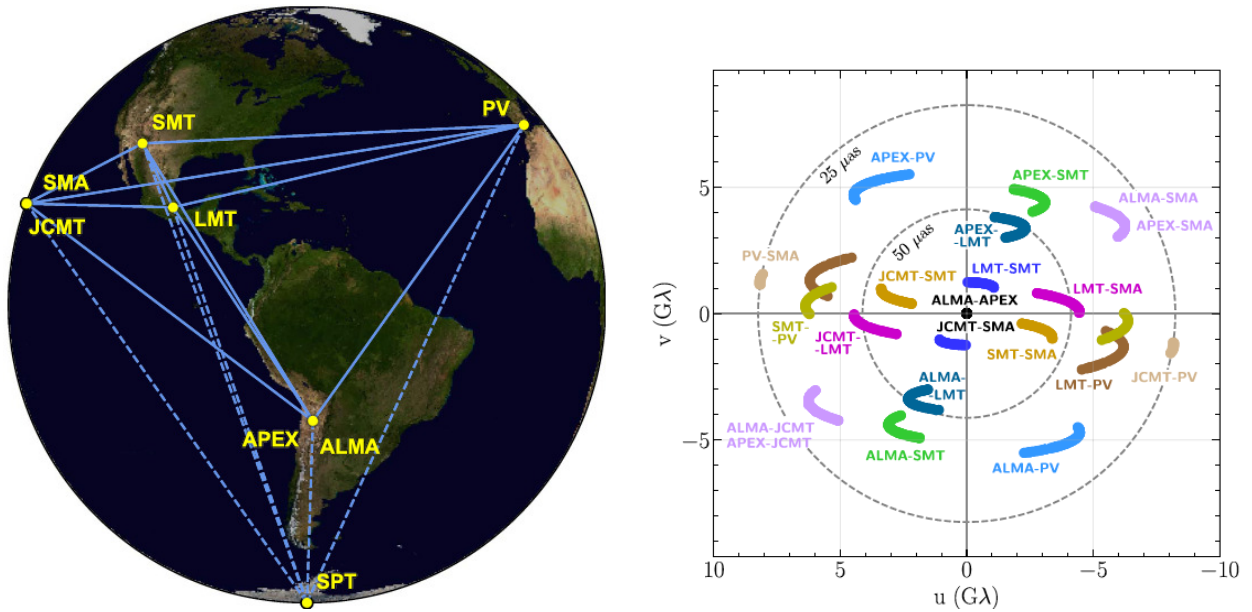 PV
SMT
SMA
JCMT
LMT
APEX
ALMA
SPT
25 μas
50 μas
APEX-PV
APEX-SMT
ALMA-SMA
APEX-SMA
APEX-
-LMT
PV-SMA
JCMT-SMT
LMT-SMT
LMT-SMA
ALMA-APEX
JCMT-SMA
SMT-
-PV
JCMT-
-LMT
SMT-SMA
LMT-PV
JCMT-PV
ALMA-
-LMT
ALMA-JCMT
APEX-JCMT
ALMA-SMT
ALMA-PV
5
0
−5
v (Gλ)
10
5
0
−5
−10
u (Gλ)